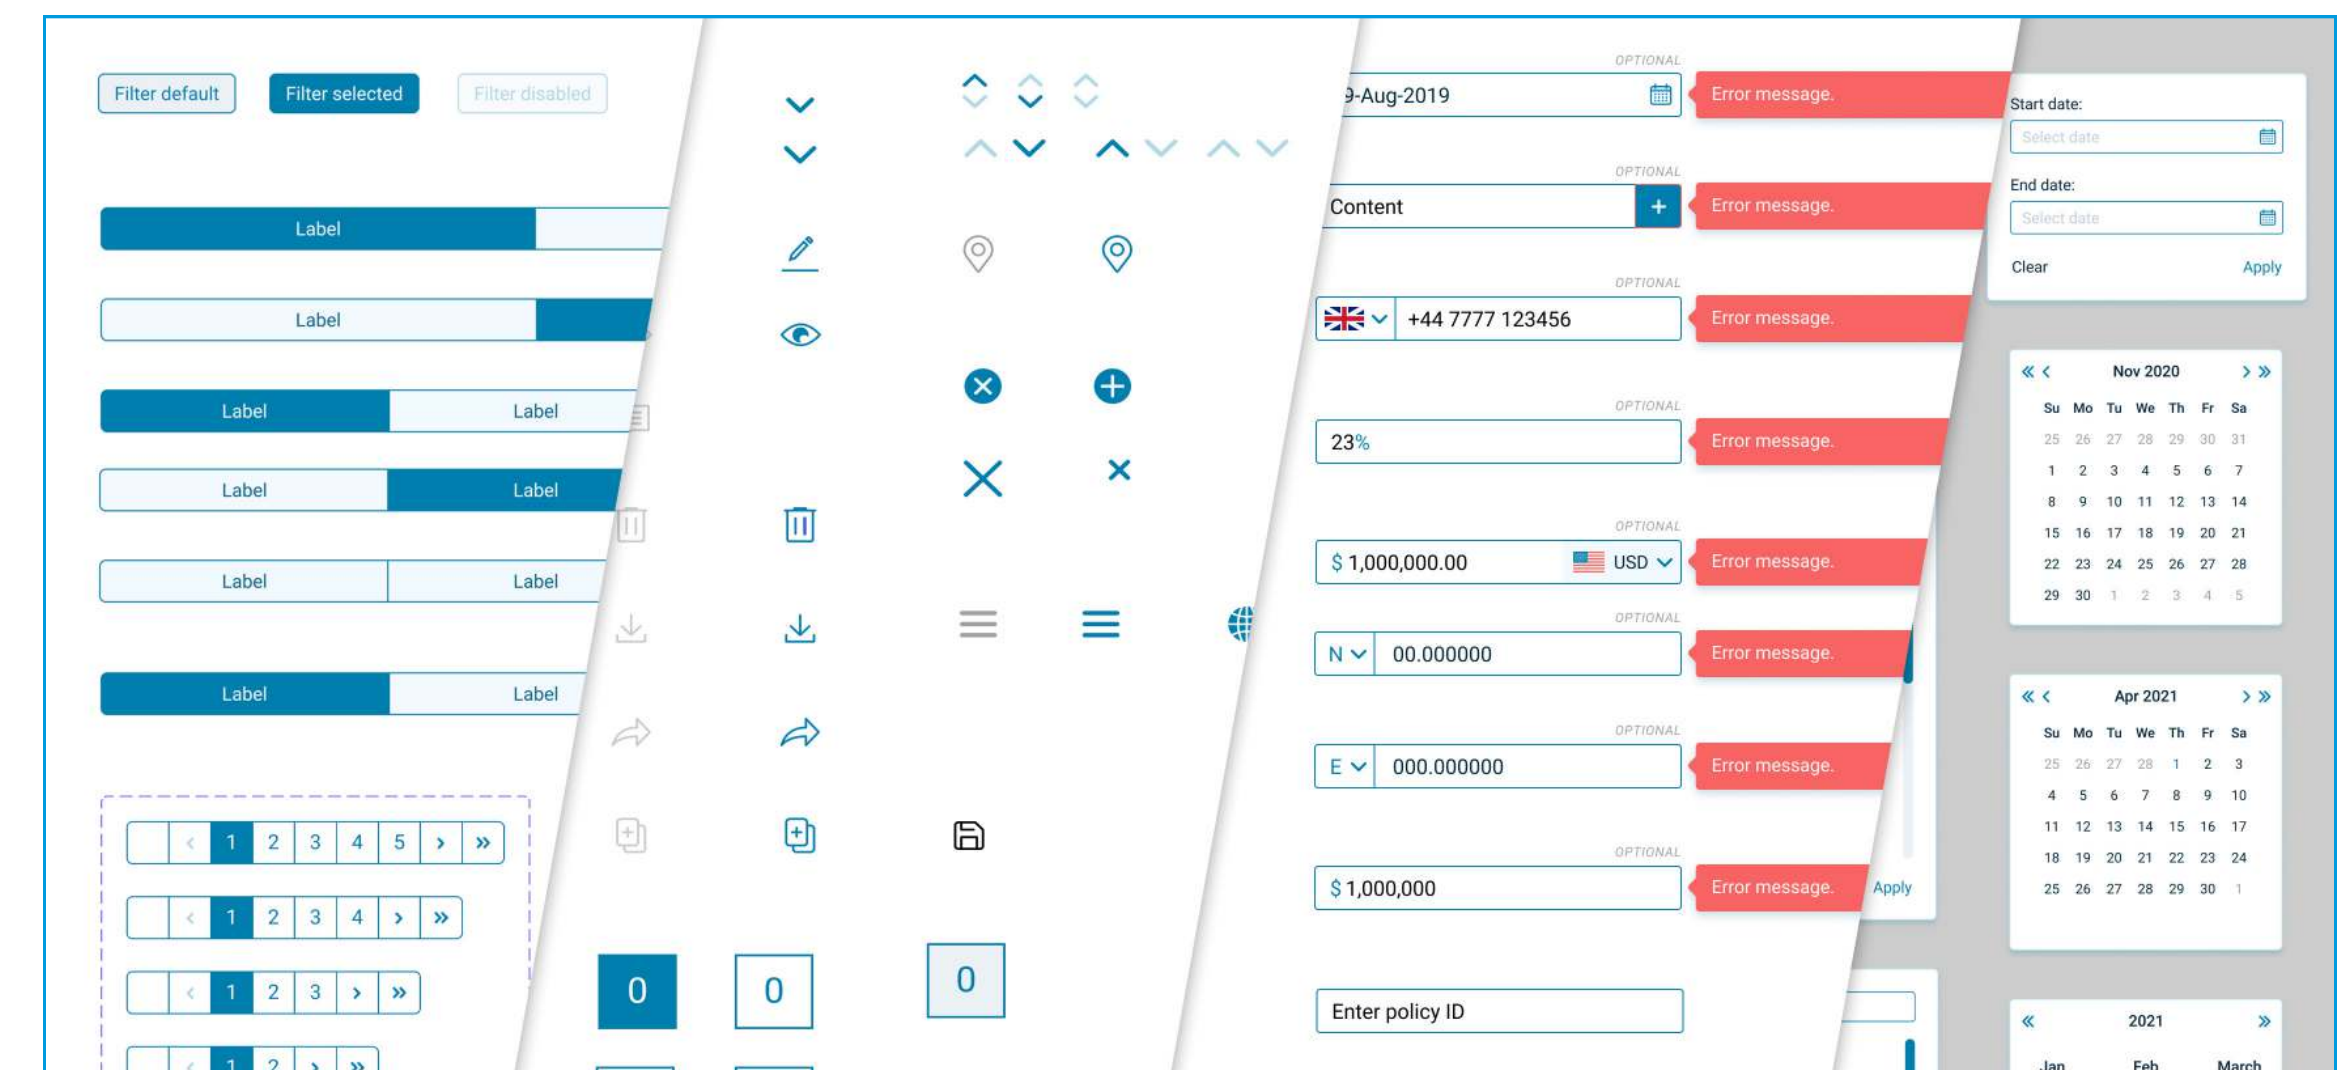 Filter default
Filter selected
Filter disabled
Label
Label
Label Label
Label Label
Label Label
Label Label
1 2 3 4 5
1 2 3 4
1 2 3
1 2
0 0 0
OPTIONAL
9-Aug-2019
Error message.
OPTIONAL
Content +
Error message.
OPTIONAL
+44 7777 123456
Error message.
OPTIONAL
23%
Error message.
OPTIONAL
$ 1,000,000.00 USD
Error message.
OPTIONAL
N 00.000000
Error message.
OPTIONAL
E 000.000000
Error message.
OPTIONAL
$ 1,000,000
Error message.
Apply
Enter policy ID
Start date:
Select date
End date:
Select date
Clear Apply
Nov 2020
Su Mo Tu We Th Fr Sa
25 26 27 28 29 30 31
1 2 3 4 5 6 7
8 9 10 11 12 13 14
15 16 17 18 19 20 21
22 23 24 25 26 27 28
29 30 1 2 3 4 5
Apr 2021
Su Mo Tu We Th Fr Sa
25 26 27 28 1 2 3
4 5 6 7 8 9 10
11 12 13 14 15 16 17
18 19 20 21 22 23 24
25 26 27 28 29 30 1
2021
Jan Feb March